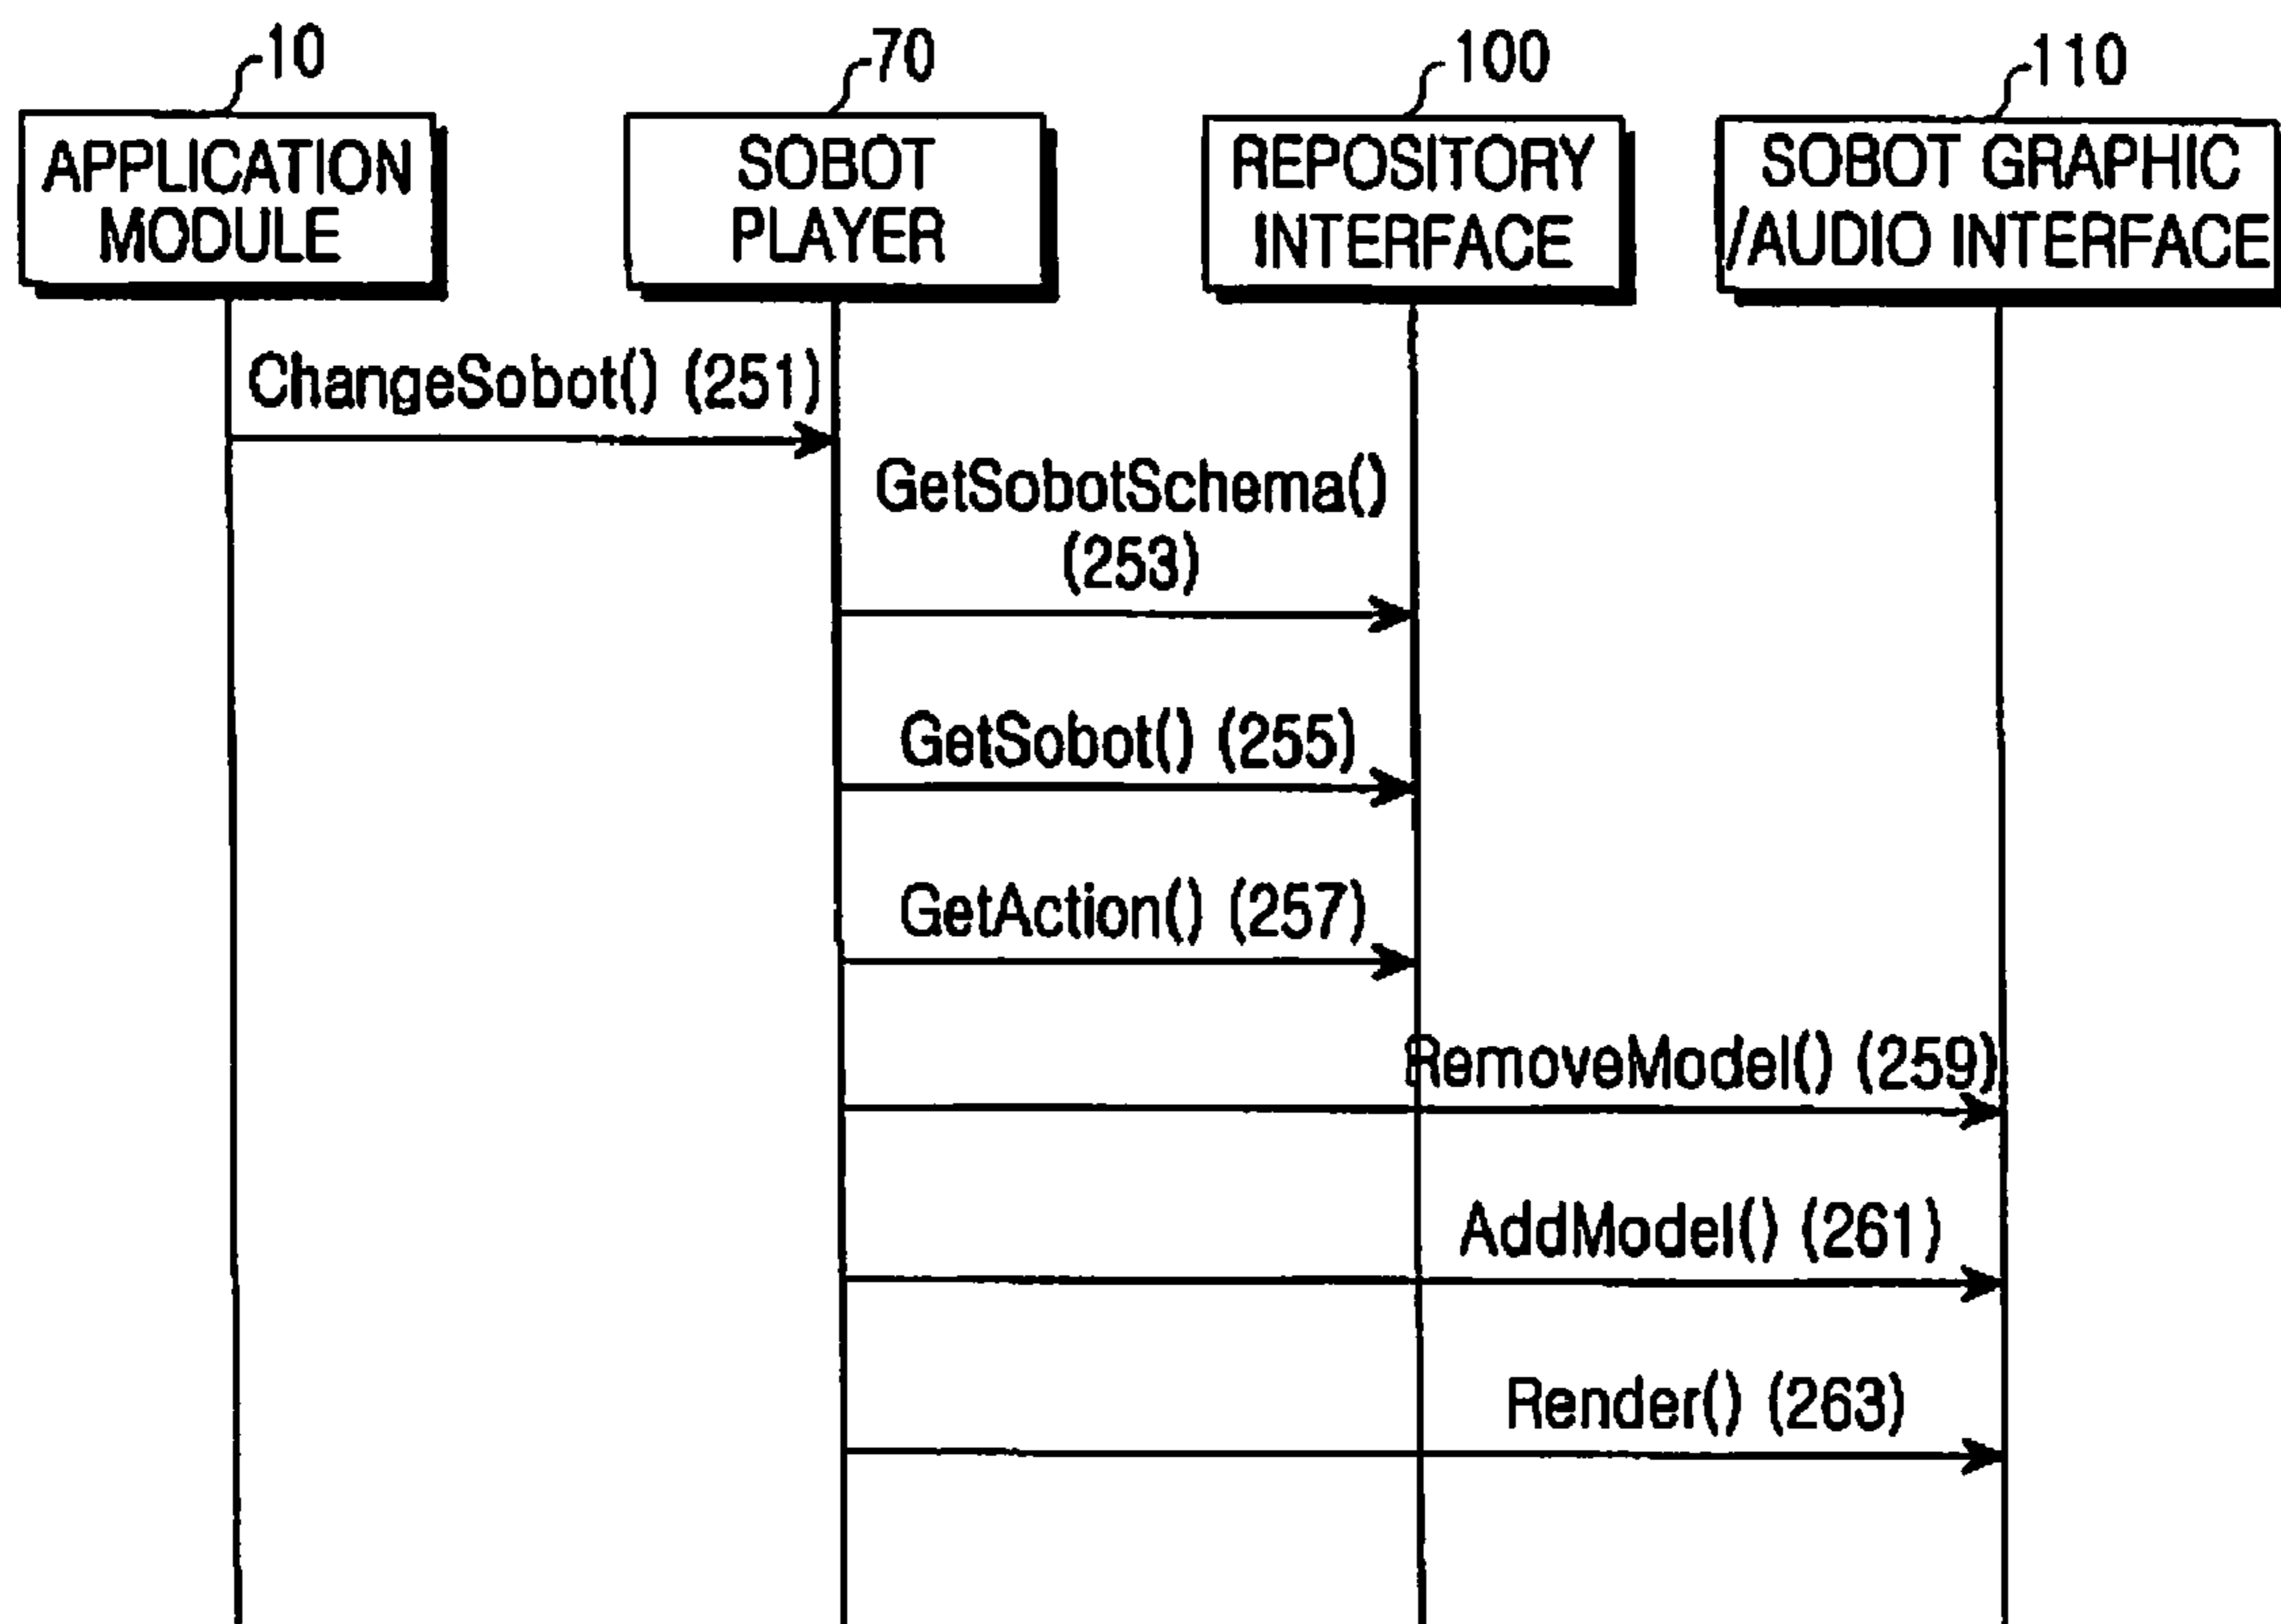 10
70
100
110
APPLICATION
MODULE
SOBOT
PLAYER
REPOSITORY
INTERFACE
SOBOT GRAPHIC
/AUDIO INTERFACE
ChangeSobot() (251)
GetSobotSchema()
(253)
GetSobot() (255)
GetAction() (257)
RemoveModel() (259)
AddModel() (261)
Render() (263)